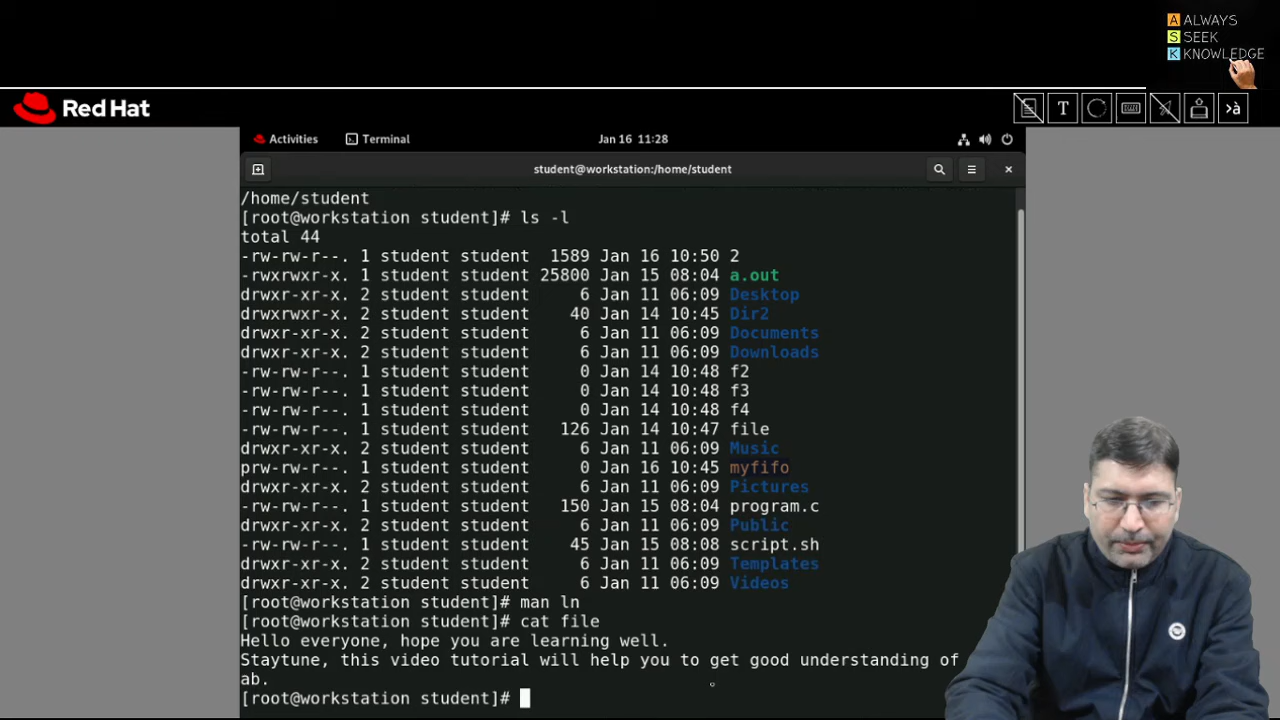 A ALWAYS
S SEEK
K KNOWLEDGE
Red Hat
T
>à
Activities
Terminal
Jan 16 11:28
student@workstation:/home/student
/home/student
[root@workstation student]# ls -l
total 44
-rw-rw-r--. 1 student student 1589 Jan 16 10:50 2
-rwxrwxr-x. 1 student student 25800 Jan 15 08:04 a.out
drwxr-xr-x. 2 student student 6 Jan 11 06:09 Desktop
drwxrwxr-x. 2 student student 40 Jan 14 10:45 Dir2
drwxr-xr-x. 2 student student 6 Jan 11 06:09 Documents
drwxr-xr-x. 2 student student 6 Jan 11 06:09 Downloads
-rw-rw-r--. 1 student student 0 Jan 14 10:48 f2
-rw-rw-r--. 1 student student 0 Jan 14 10:48 f3
-rw-rw-r--. 1 student student 0 Jan 14 10:48 f4
-rw-rw-r--. 1 student student 126 Jan 14 10:47 file
drwxr-xr-x. 2 student student 6 Jan 11 06:09 Music
prw-rw-r--. 1 student student 0 Jan 16 10:45 myfifo
drwxr-xr-x. 2 student student 6 Jan 11 06:09 Pictures
-rw-rw-r--. 1 student student 150 Jan 15 08:04 program.c
drwxr-xr-x. 2 student student 6 Jan 11 06:09 Public
-rw-rw-r--. 1 student student 45 Jan 15 08:08 script.sh
drwxr-xr-x. 2 student student 6 Jan 11 06:09 Templates
drwxr-xr-x. 2 student student 6 Jan 11 06:09 Videos
[root@workstation student]# man ln
[root@workstation student]# cat file
Hello everyone, hope you are learning well.
Staytune, this video tutorial will help you to get good understanding of
ab.
[root@workstation student]#